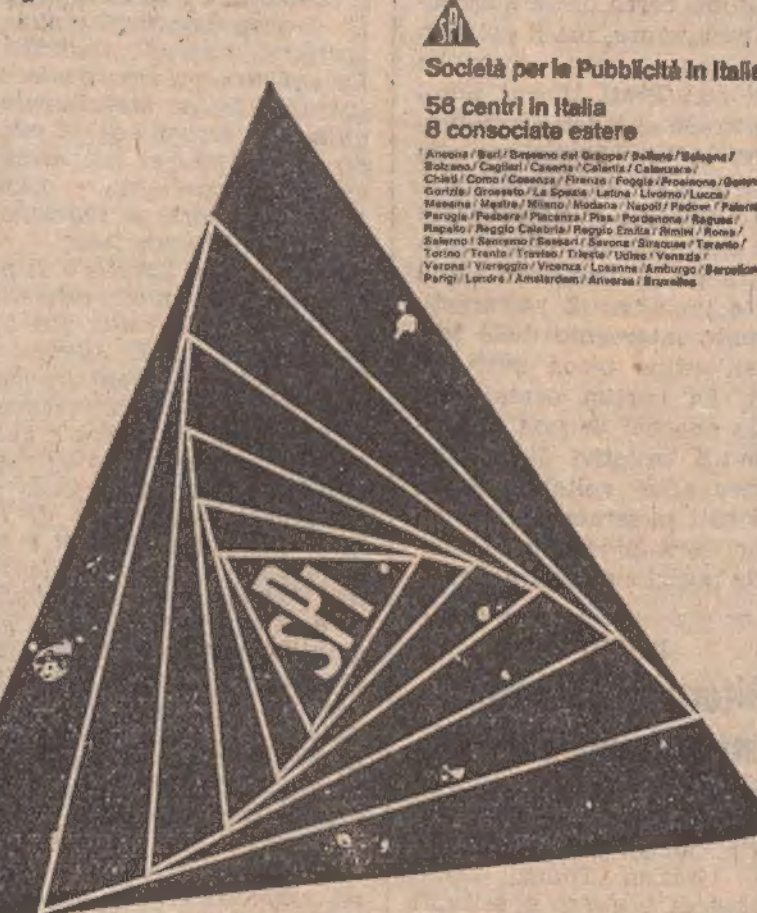 SPI
Società per le Pubblicità in Italia
56 centri in Italia
8 consociate estere
Ancona / Bari / Bassano del Grappa / Belluno / Bologna /
Bolzano / Cagliari / Caserta / Catania / Catanzaro /
Chieti / Como / Cosenza / Firenze / Foggia / Frosinone / Genova
Gorizia / Grosseto / La Spezia / Latina / Livorno / Lucca /
Messina / Mestre / Milano / Modena / Napoli / Padova / Palermo
Perugia / Pescara / Piacenza / Pisa / Pordenone / Ragusa /
Rapallo / Reggio Calabria / Reggio Emilia / Rimini / Roma /
Salerno / Sanremo / Sassari / Savona / Siracusa / Taranto /
Torino / Trento / Treviso / Trieste / Udine / Venezia /
Verona / Viareggio / Vicenza / Losanna / Amburgo / Barcellona
Parigi / Londra / Amsterdam / Anversa / Bruxelles
SPI